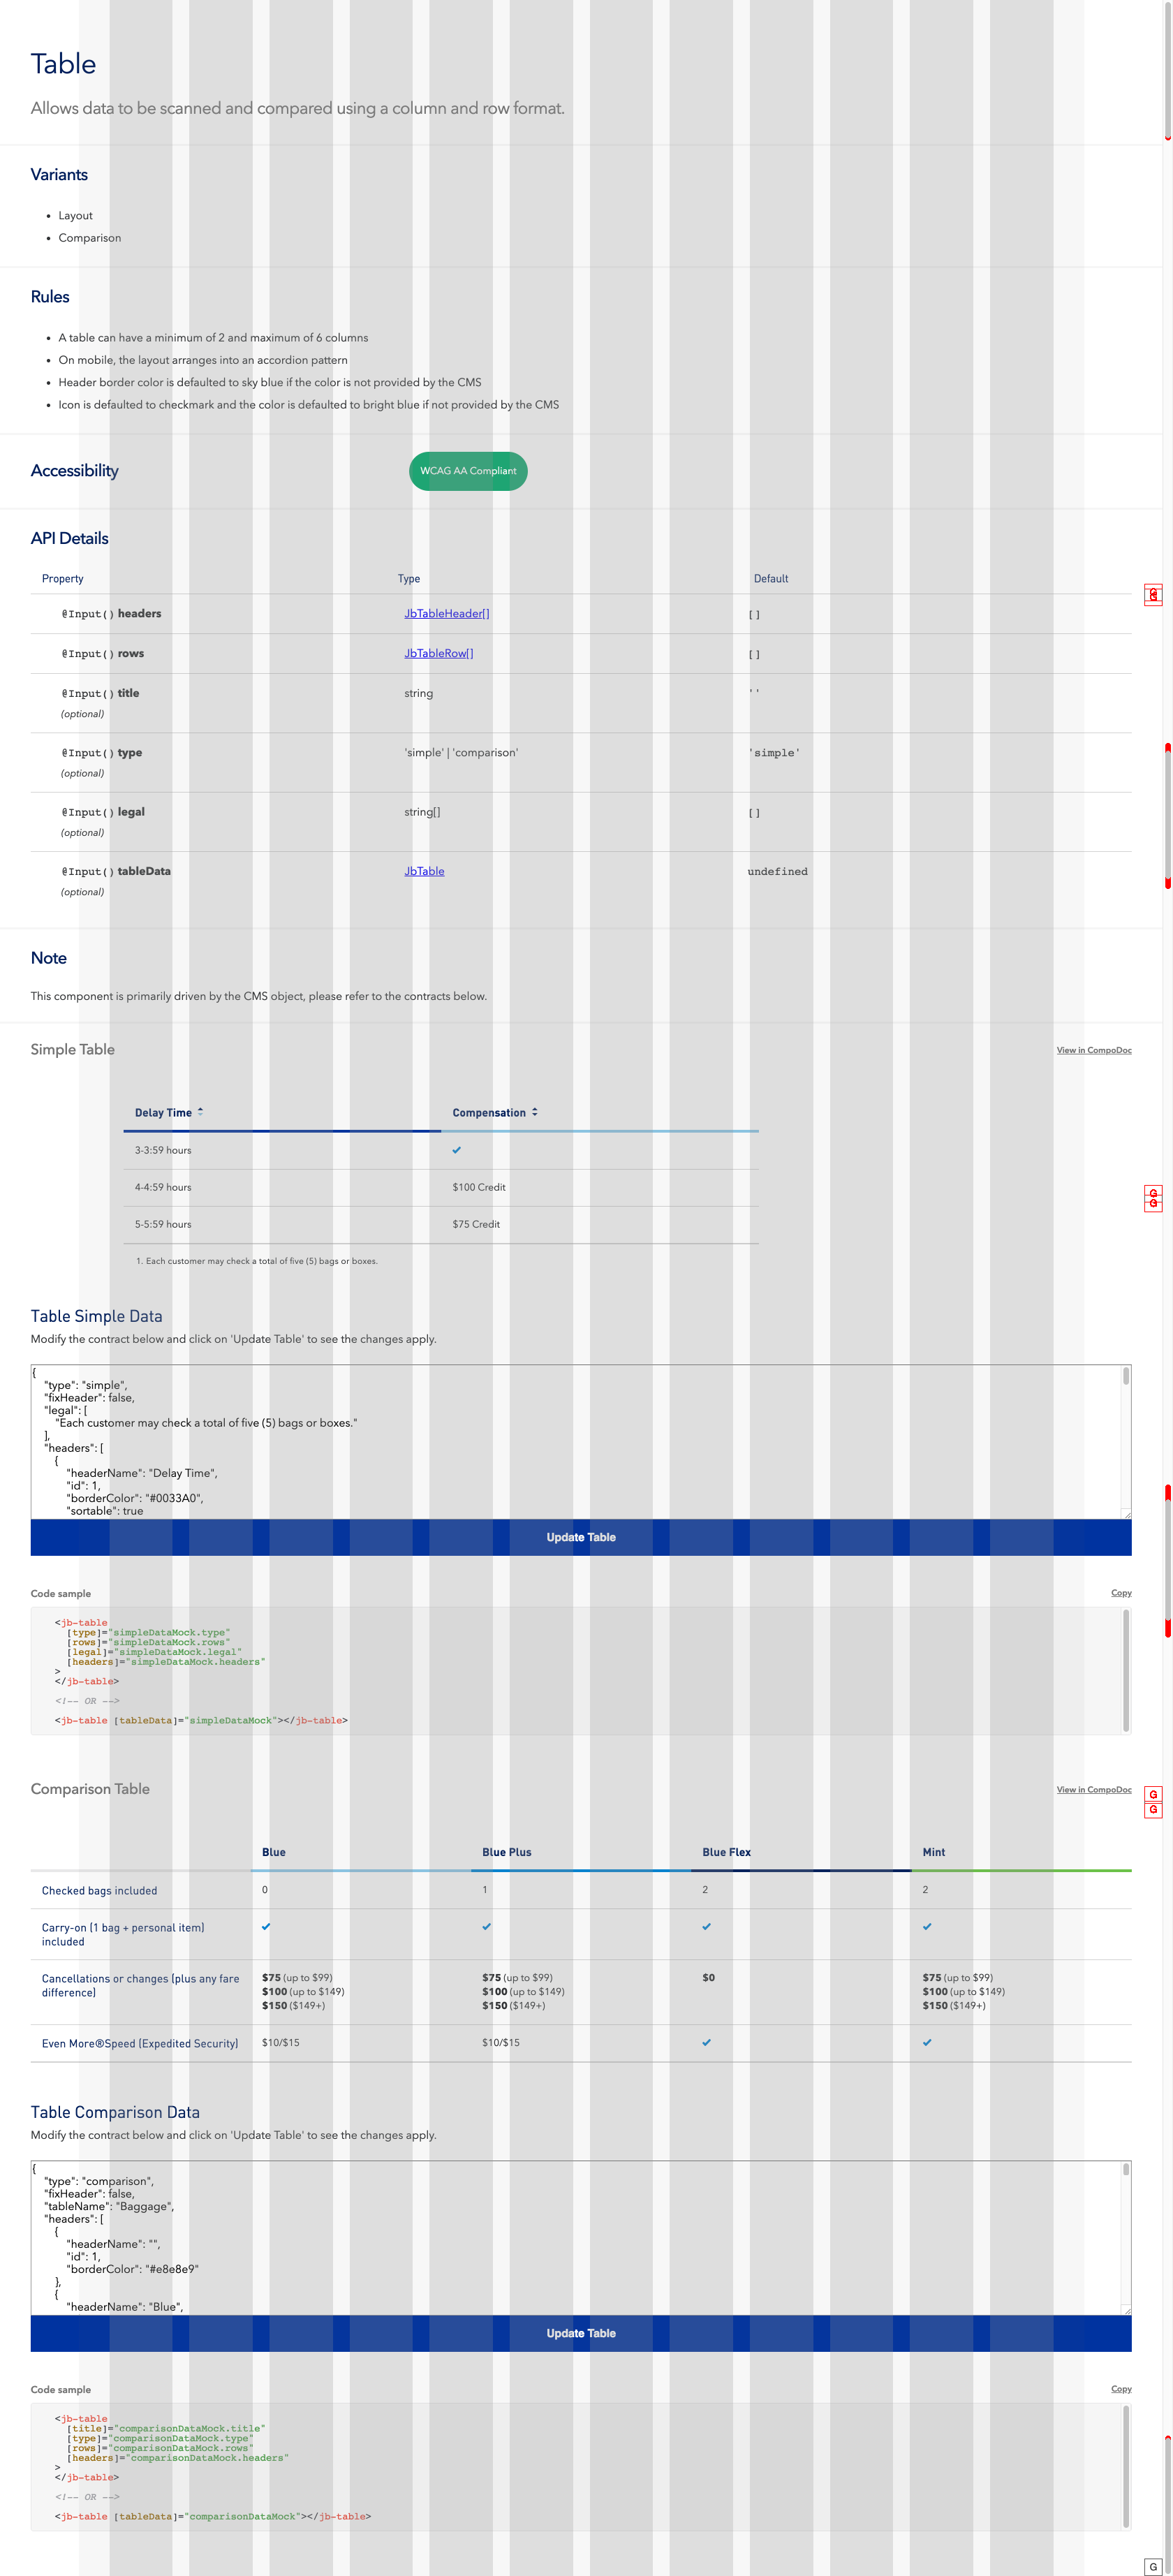 Table
Allows data to be scanned and compared using a column and row format.
Variants
• Layout
• Comparison
Rules
• A table can have a minimum of 2 and maximum of 6 columns
• On mobile, the layout arranges into an accordion pattern
• Header border color is defaulted to sky blue if the color is not provided by the CMS
• Icon is defaulted to checkmark and the color is defaulted to bright blue if not provided by the CMS
Accessibility WCAG AA Compliant
API Details
Property Type Default
G
G
@Input() headers JbTableHeader[] []
@Input() rows JbTableRow[] []
@Input() title string ''
(optional)
@Input() type 'simple' | 'comparison' 'simple'
(optional)
@Input() legal string[] []
(optional)
@Input() tableData JbTable undefined
(optional)
Note
This component is primarily driven by the CMS object, please refer to the contracts below.
Simple Table View in CompoDoc
Delay Time Compensation
3-3:59 hours ✓
4-4:59 hours $100 Credit
G
G
5-5:59 hours $75 Credit
1. Each customer may check a total of five (5) bags or boxes.
Table Simple Data
Modify the contract below and click on 'Update Table' to see the changes apply.
{
"type": "simple",
"fixHeader": false,
"legal": [
"Each customer may check a total of five (5) bags or boxes."
],
"headers": [
{
"headerName": "Delay Time",
"id": 1,
"borderColor": "#0033A0",
"sortable": true
Update Table
Code sample Copy
<jb-table
[type]="simpleDataMock.type"
[rows]="simpleDataMock.rows"
[legal]="simpleDataMock.legal"
[headers]="simpleDataMock.headers"
>
</jb-table>
<!-- OR -->
<jb-table [tableData]="simpleDataMock"></jb-table>
Comparison Table View in CompoDoc
G
G
Blue Blue Plus Blue Flex Mint
Checked bags included 0 1 2 2
Carry-on (1 bag + personal item) ✓ ✓ ✓ ✓
included
Cancellations or changes (plus any fare $75 (up to $99) $75 (up to $99) $0 $75 (up to $99)
difference) $100 (up to $149) $100 (up to $149) $100 (up to $149)
$150 ($149+) $150 ($149+) $150 ($149+)
Even More®Speed (Expedited Security) $10/$15 $10/$15 ✓ ✓
Table Comparison Data
Modify the contract below and click on 'Update Table' to see the changes apply.
{
"type": "comparison",
"fixHeader": false,
"tableName": "Baggage",
"headers": [
{
"headerName": "",
"id": 1,
"borderColor": "#e8e8e9"
},
{
"headerName": "Blue",
Update Table
Code sample Copy
<jb-table
[title]="comparisonDataMock.title"
[type]="comparisonDataMock.type"
[rows]="comparisonDataMock.rows"
[headers]="comparisonDataMock.headers"
>
</jb-table>
<!-- OR -->
<jb-table [tableData]="comparisonDataMock"></jb-table>
G